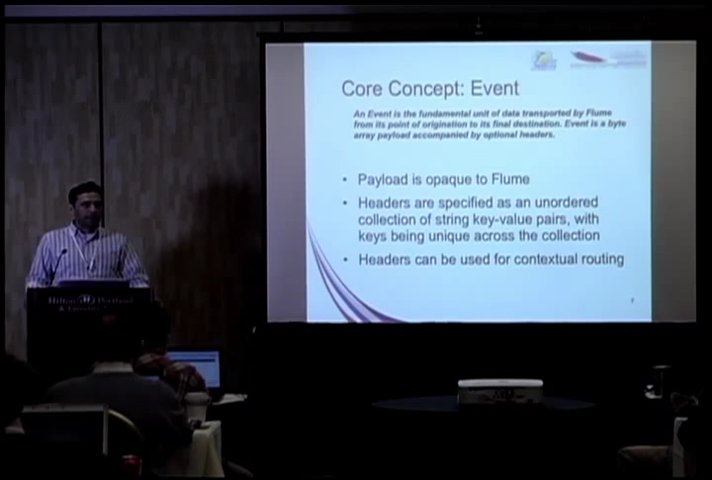 Core Concept: Event
An Event is the fundamental unit of data transported by Flume
from its point of origination to its final destination. Event is a byte
array payload accompanied by optional headers.
• Payload is opaque to Flume
• Headers are specified as an unordered
collection of string key-value pairs, with
keys being unique across the collection
• Headers can be used for contextual routing
Hilton Portland